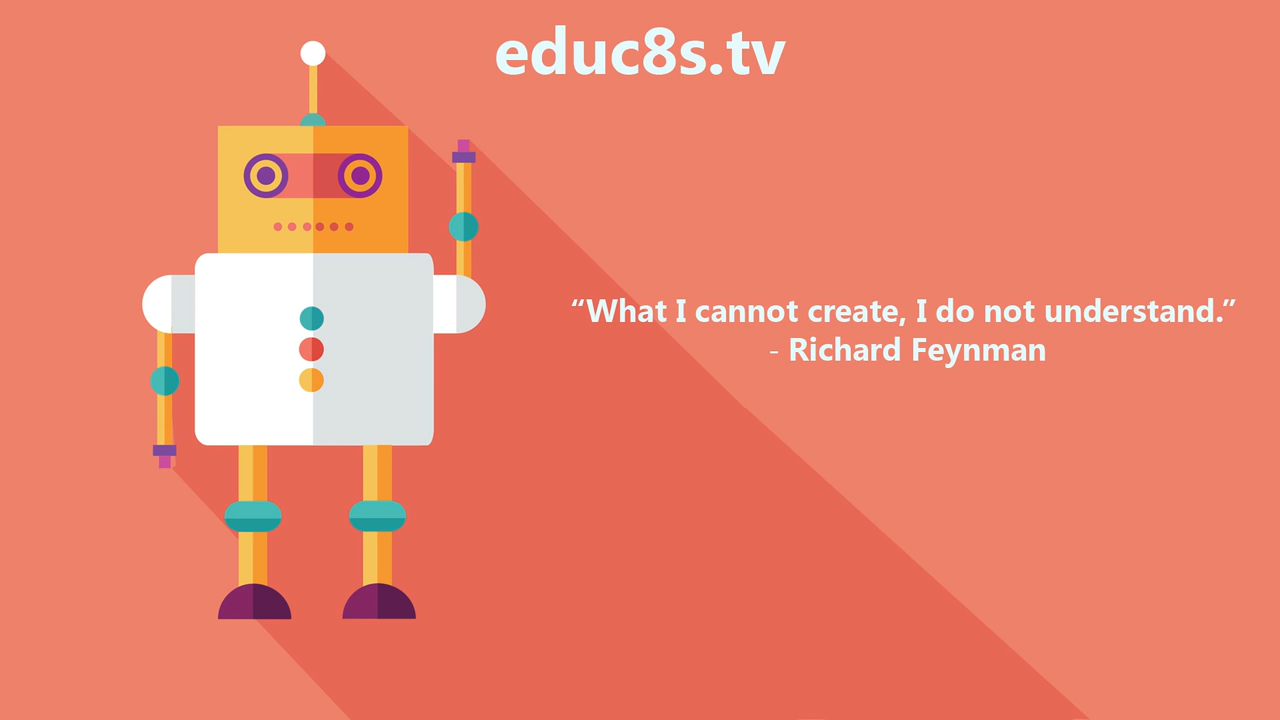 educ8s.tv
“What I cannot create, I do not understand.”
- Richard Feynman